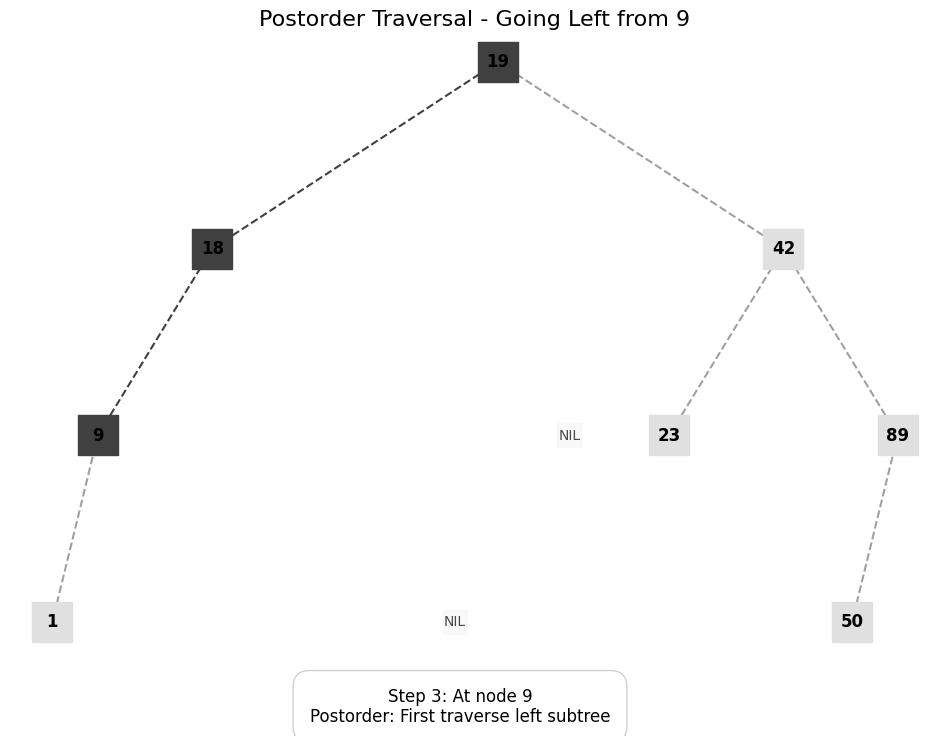 Postorder Traversal - Going Left from 9
19
18
42
9
NIL
23
89
1
NIL
50
Step 3: At node 9
Postorder: First traverse left subtree